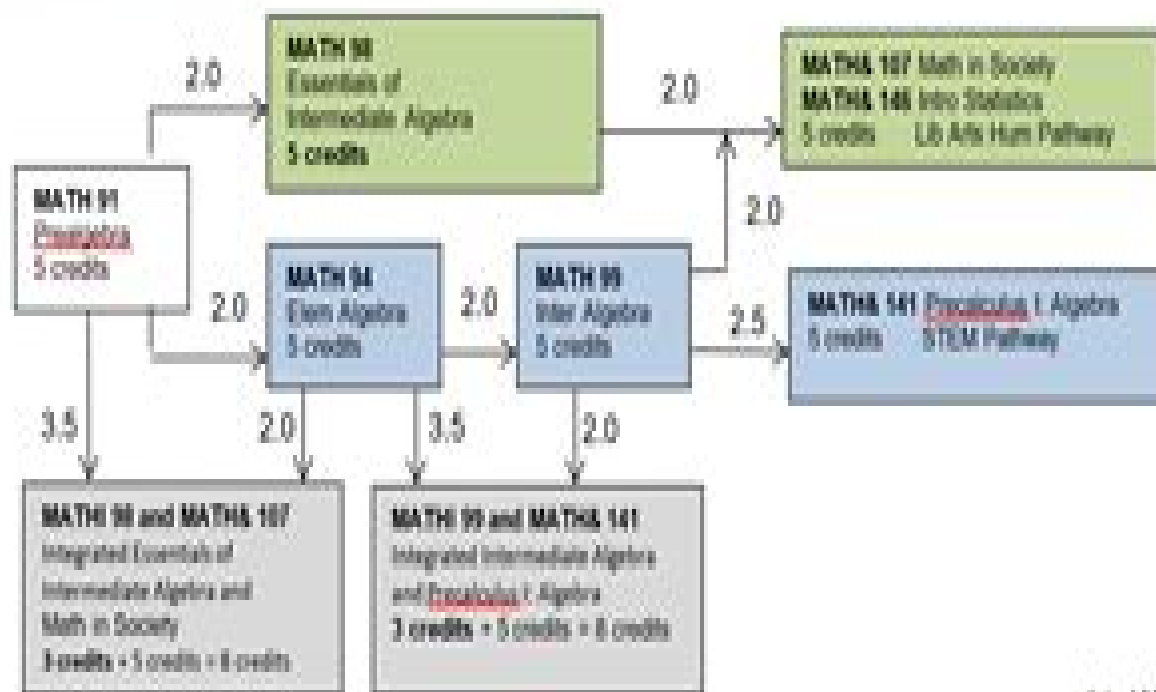 MATH 98
Essentials of
Intermediate Algebra
5 credits
2.0
2.0
MATH& 107 Math in Society
MATH& 146 Intro Statistics
5 credits Lib Arts Hum Pathway
MATH 91
Prealgebra
5 credits
2.0
2.0
2.0
2.5
MATH 94
Elem Algebra
5 credits
MATH 99
Inter Algebra
5 credits
MATH& 141 Precalculus I: Algebra
5 credits STEM Pathway
3.5
2.0
3.5
2.0
MATHI 98 and MATH& 107
Integrated Essentials of
Intermediate Algebra and
Math in Society
3 credits + 5 credits = 8 credits
MATHI 99 and MATH& 141
Integrated Intermediate Algebra
and Precalculus I: Algebra
3 credits + 5 credits = 8 credits